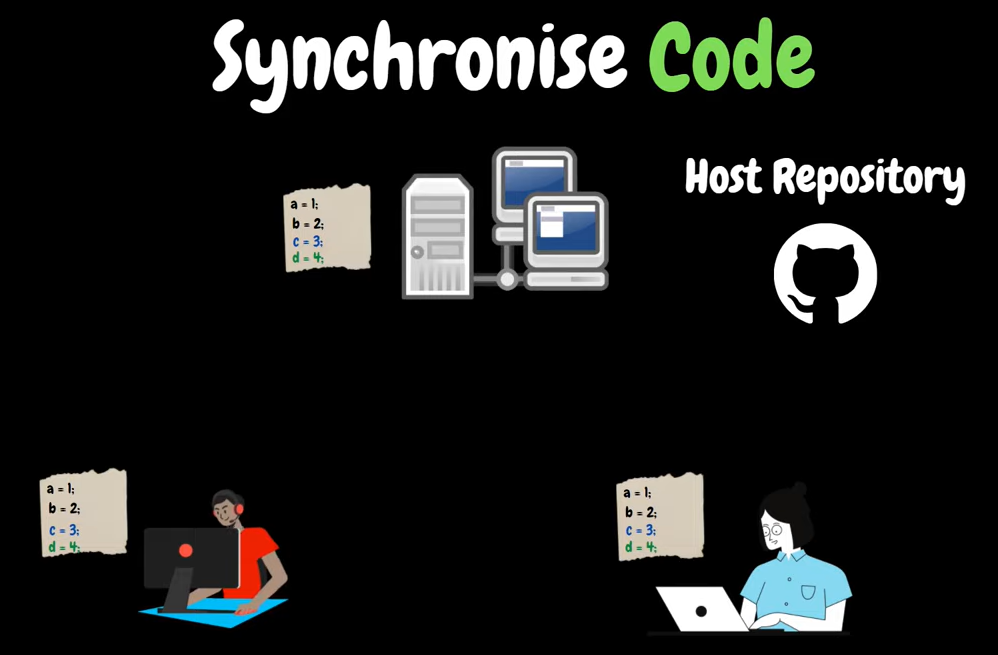 Synchronise Code
Host Repository
a = 1;
b = 2;
c = 3;
d = 4;
a = 1;
b = 2;
c = 3;
d = 4;
a = 1;
b = 2;
c = 3;
d = 4;